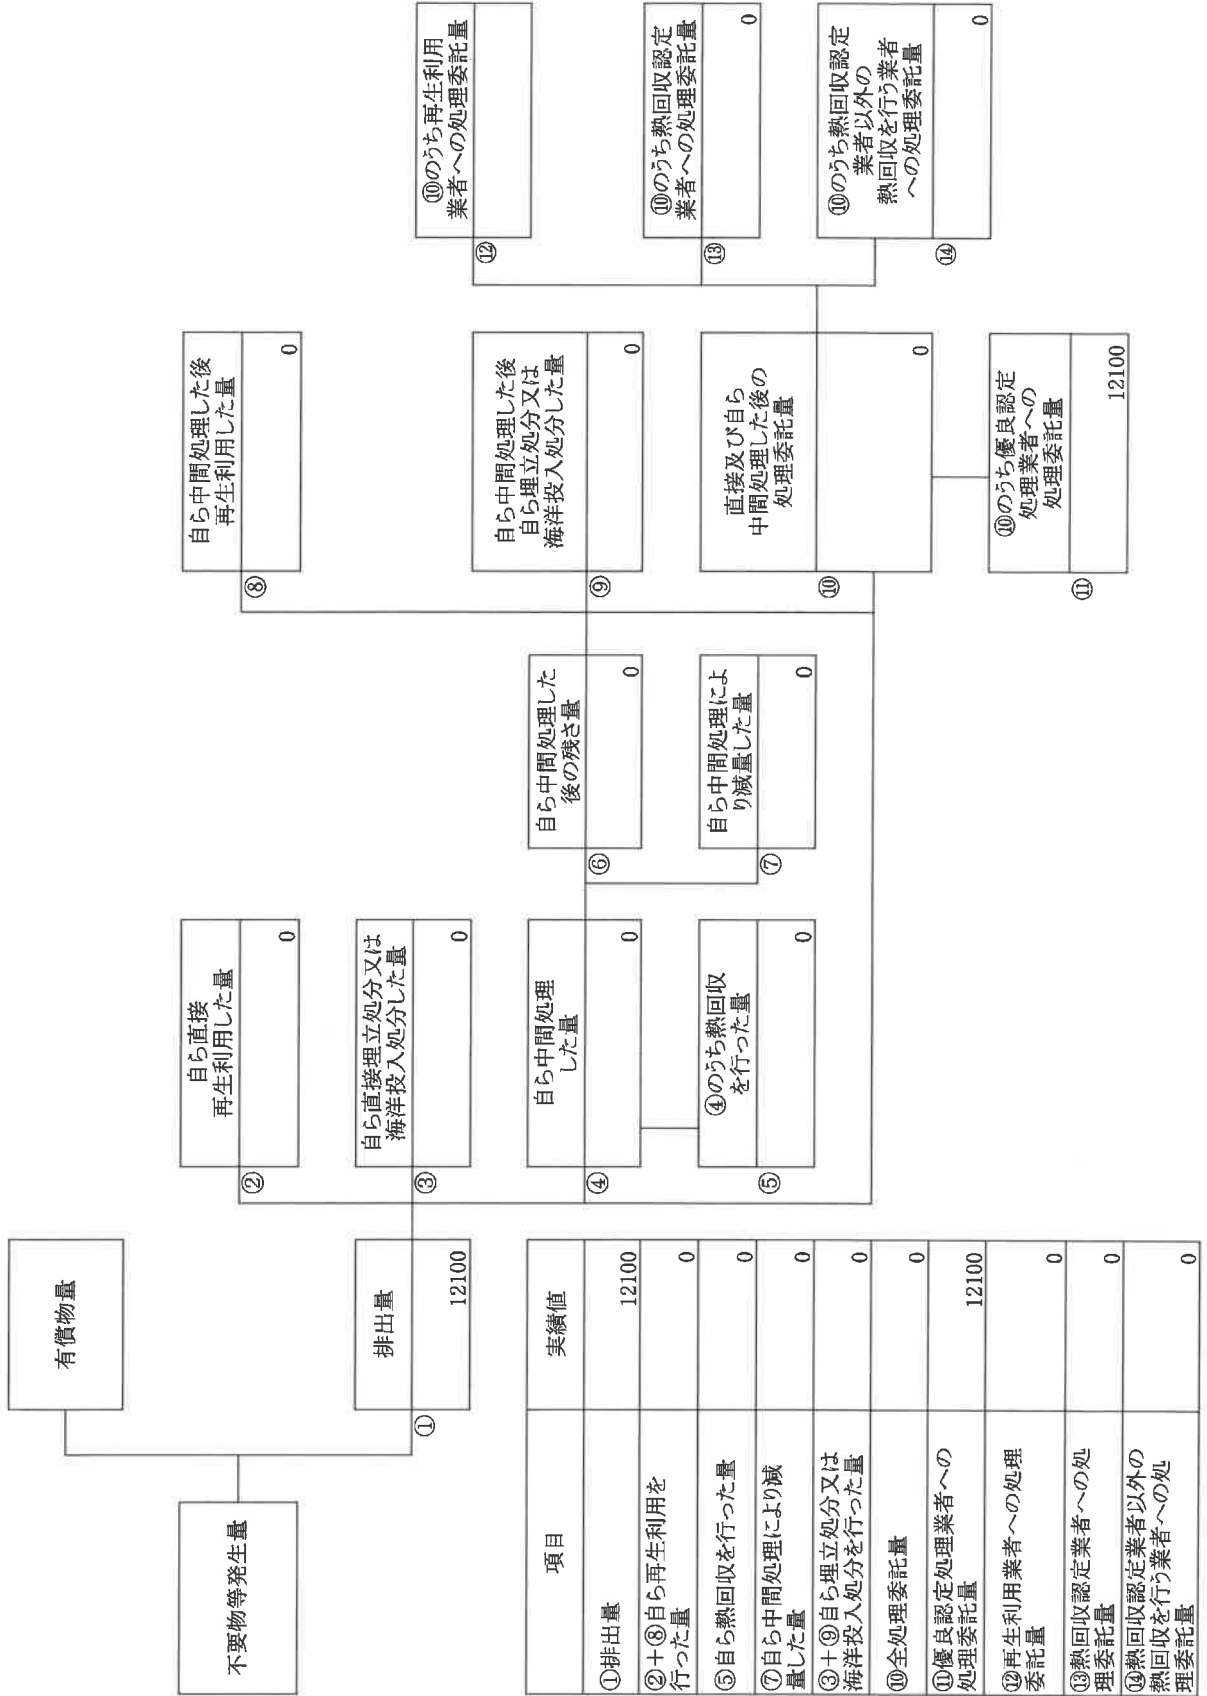 不要物等発生量
有償物量
①
排出量
12100
②
自ら直接
再生利用した量
0
③
自ら直接埋立処分又は
海洋投入処分した量
0
④
自ら中間処理
した量
0
⑤
④のうち熱回収
を行った量
0
⑥
自ら中間処理した
後の残さ量
0
⑦
自ら中間処理によ
り減量した量
0
⑧
自ら中間処理した後
再生利用した量
0
⑨
自ら中間処理した後
自ら埋立処分又は
海洋投入処分した量
0
⑩
直接及び自ら
中間処理した後の
処理委託量
0
⑪
⑩のうち優良認定
処理業者への
処理委託量
12100
⑫
⑩のうち再生利用
業者への処理委託量
⑬
⑩のうち熱回収認定
業者への処理委託量
0
⑭
⑩のうち熱回収認定
業者以外の
熱回収を行う業者
への処理委託量
0
項目 実績値
①排出量 12100
②+⑧自ら再生利用を
行った量 0
⑤自ら熱回収を行った量 0
⑦自ら中間処理により減
量した量 0
③+⑨自ら埋立処分又は
海洋投入処分を行った量 0
⑩全処理委託量 0
⑪優良認定処理業者への
処理委託量 12100
⑫再生利用業者への処理
委託量 0
⑬熱回収認定業者への処
理委託量 0
⑭熱回収認定業者以外の
熱回収を行う業者への処
理委託量 0